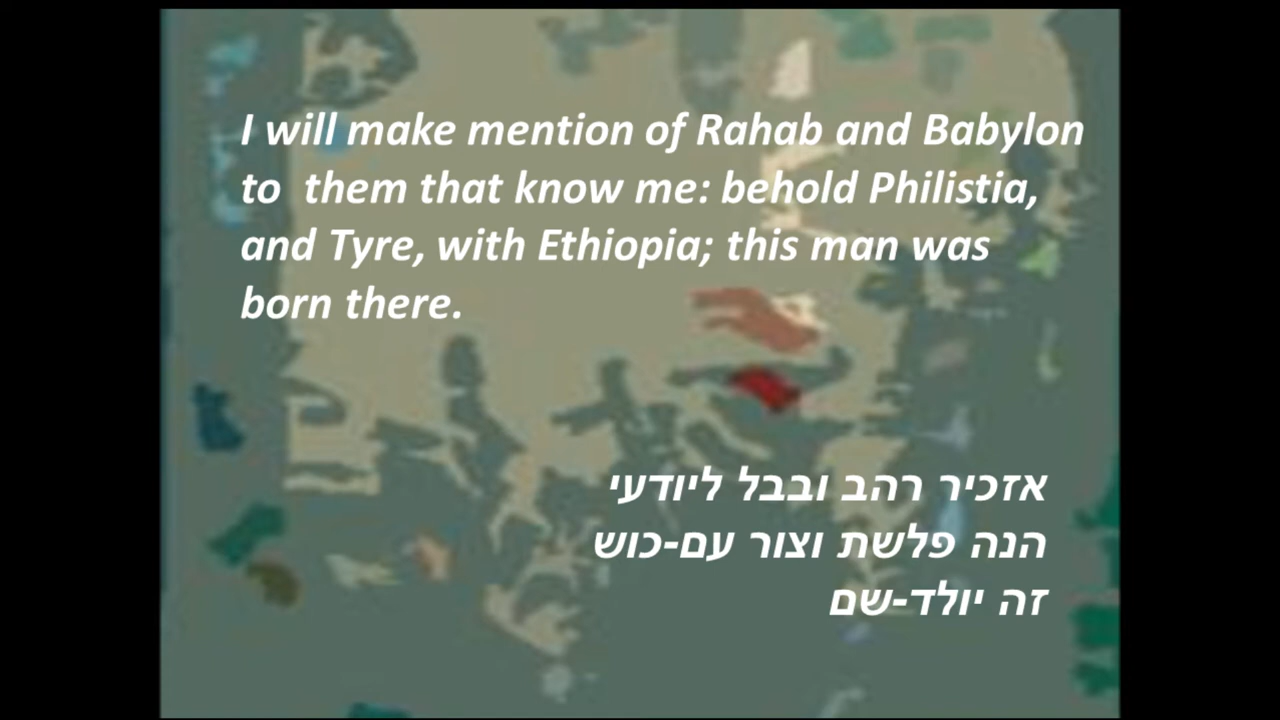 I will make mention of Rahab and Babylon
to them that know me: behold Philistia,
and Tyre, with Ethiopia; this man was
born there.
אזכיר רהב ובבל ליודעי
הנה פלשת וצור עם-כוש
זה יולד-שם